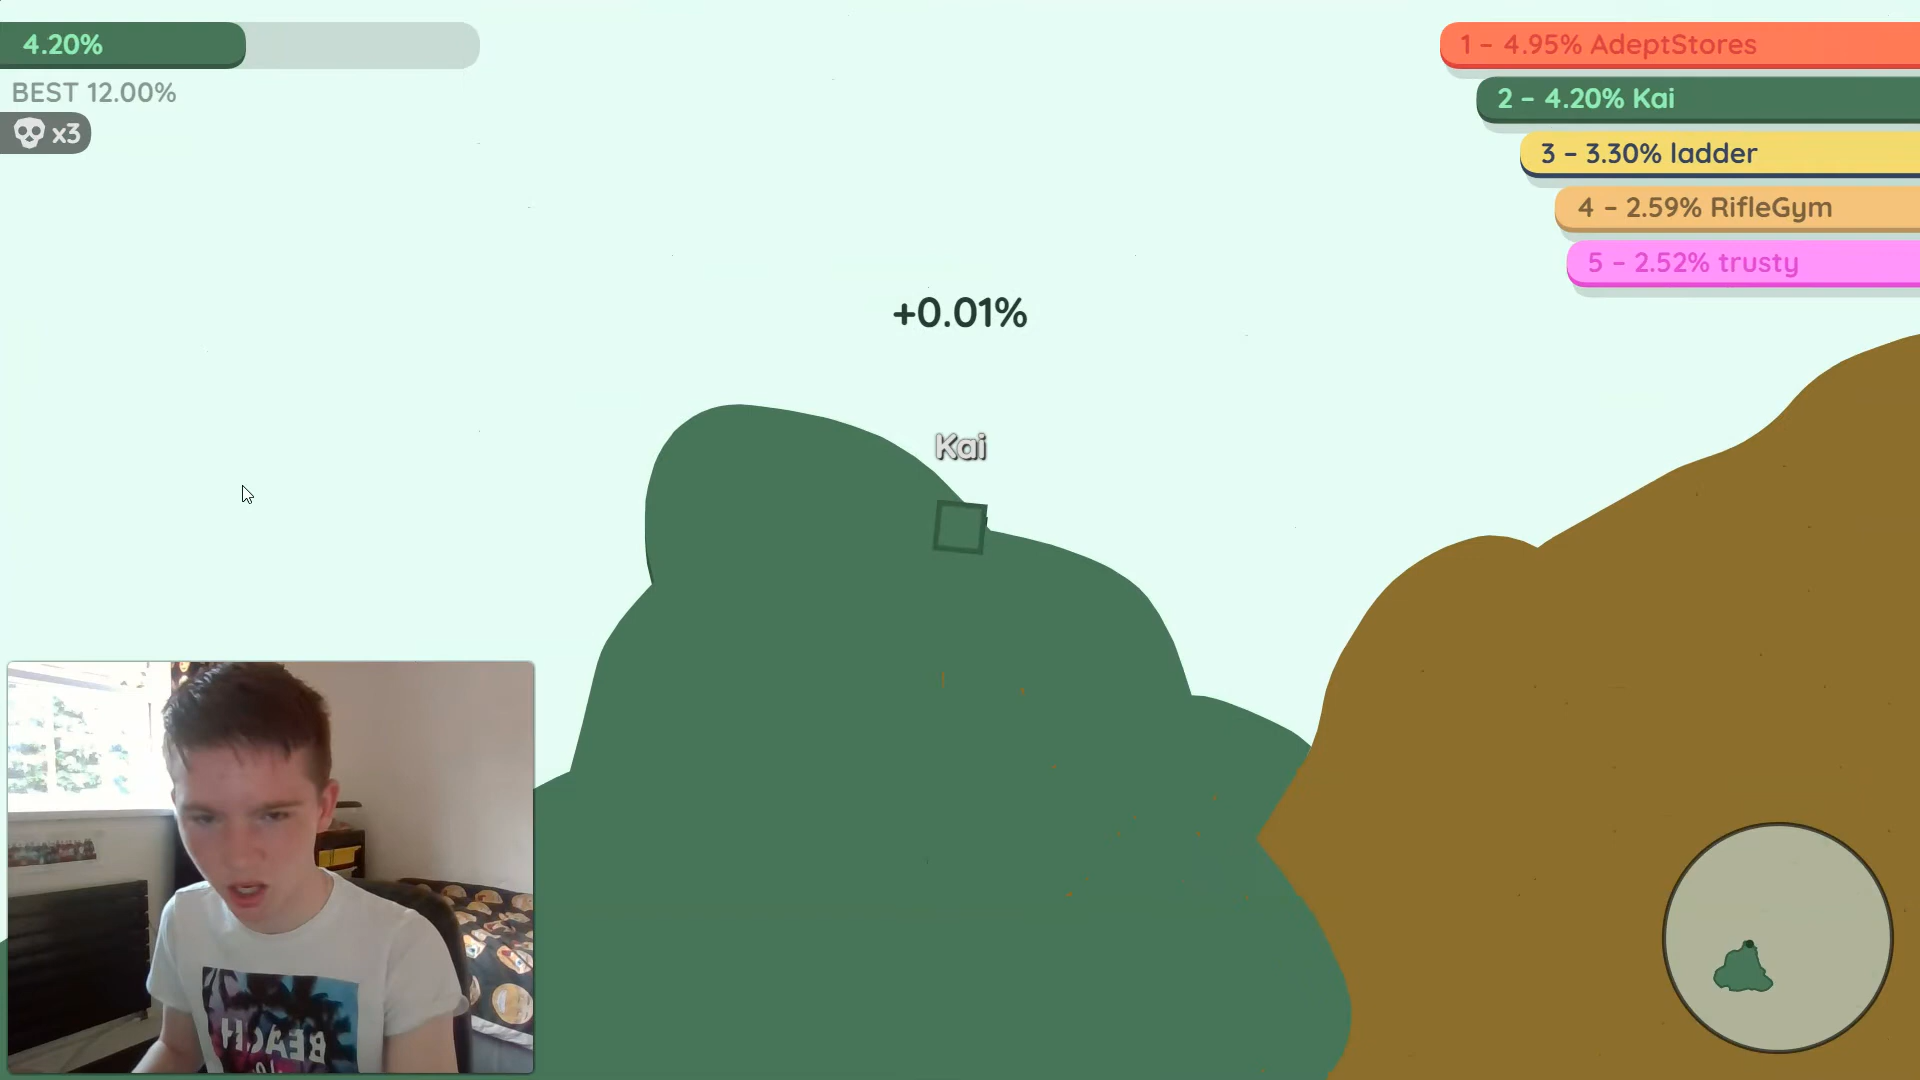 4.20%
BEST 12.00%
x3
1 – 4.95% AdeptStores
2 – 4.20% Kai
3 – 3.30% ladder
4 – 2.59% RifleGym
5 – 2.52% trusty
+0.01%
Kai
BEACH